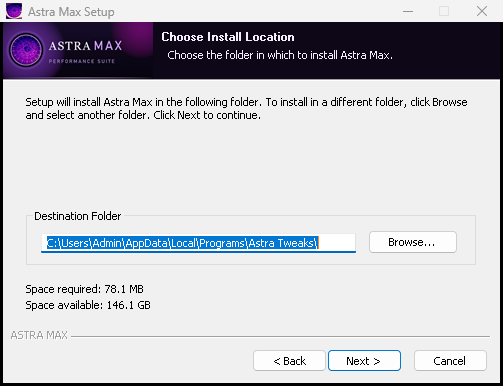 Astra Max Setup
ASTRA MAX
PERFORMANCE SUITE
Choose Install Location
Choose the folder in which to install Astra Max.
Setup will install Astra Max in the following folder. To install in a different folder, click Browse
and select another folder. Click Next to continue.
Destination Folder
C:\Users\Admin\AppData\Local\Programs\Astra Tweaks\
Browse...
Space required: 78.1 MB
Space available: 146.1 GB
ASTRA MAX
< Back
Next >
Cancel